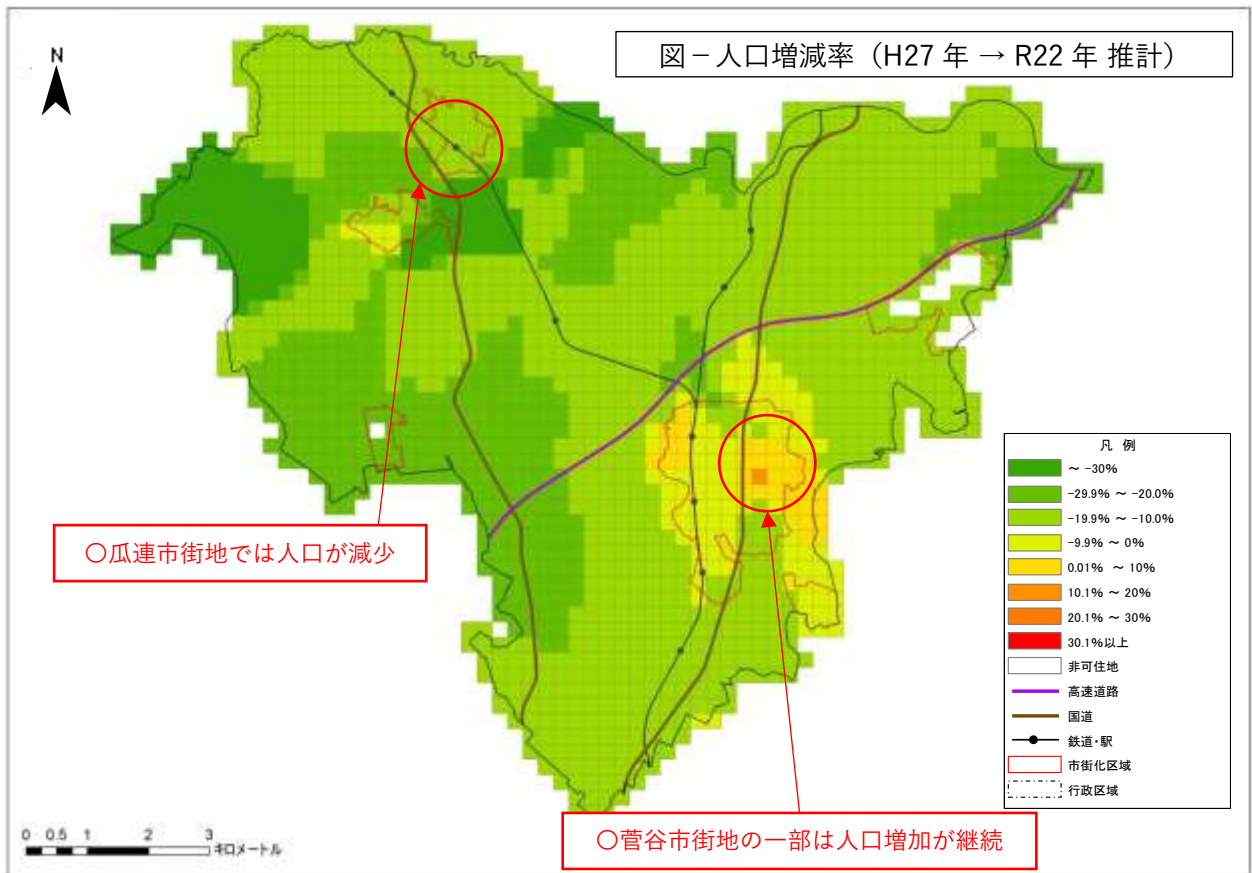 図－人口増減率（H27 年 → R22 年 推計）
N
〇瓜連市街地では人口が減少
〇菅谷市街地の一部は人口増加が継続
凡 例
～ -30%
-29.9% ～ -20.0%
-19.9% ～ -10.0%
-9.9% ～ 0%
0.01% ～ 10%
10.1% ～ 20%
20.1% ～ 30%
30.1%以上
非可住地
高速道路
国道
鉄道・駅
市街化区域
行政区域
0 0.5 1 2 3
キロメートル